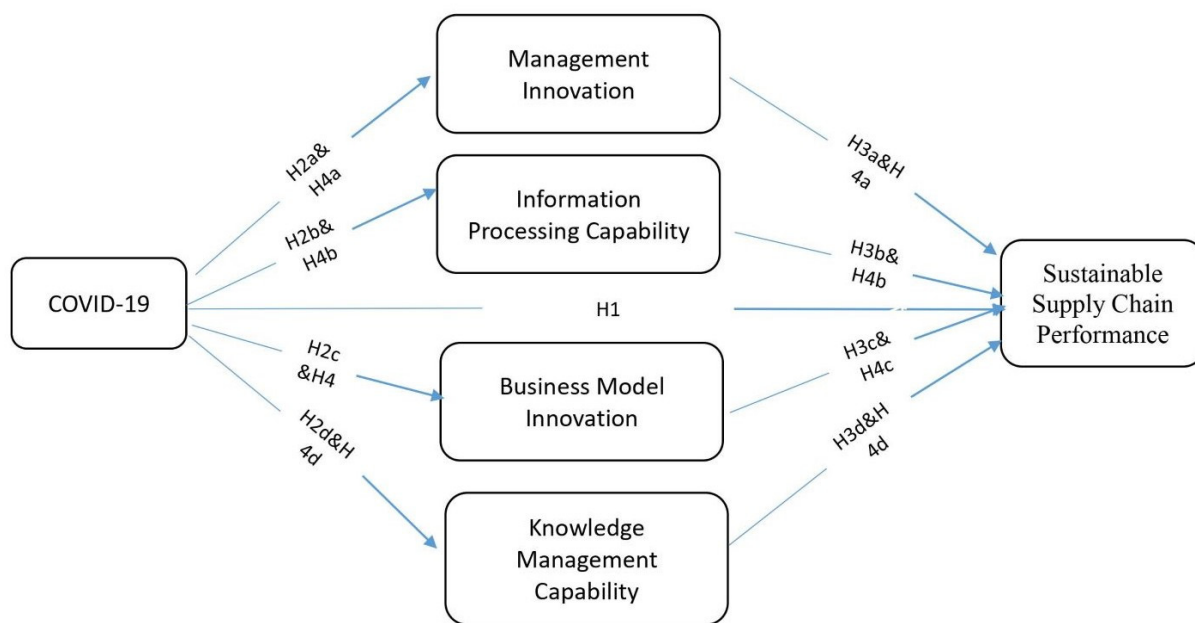 Management
Innovation
H2a&
H4a
H3a&H
4a
Information
Processing Capability
H2b&
H4b
H3b&
H4b
COVID-19
H1
Sustainable
Supply Chain
Performance
H2c
&H4
Business Model
Innovation
H3c&
H4c
H2d&H
4d
H3d&H
4d
Knowledge
Management
Capability